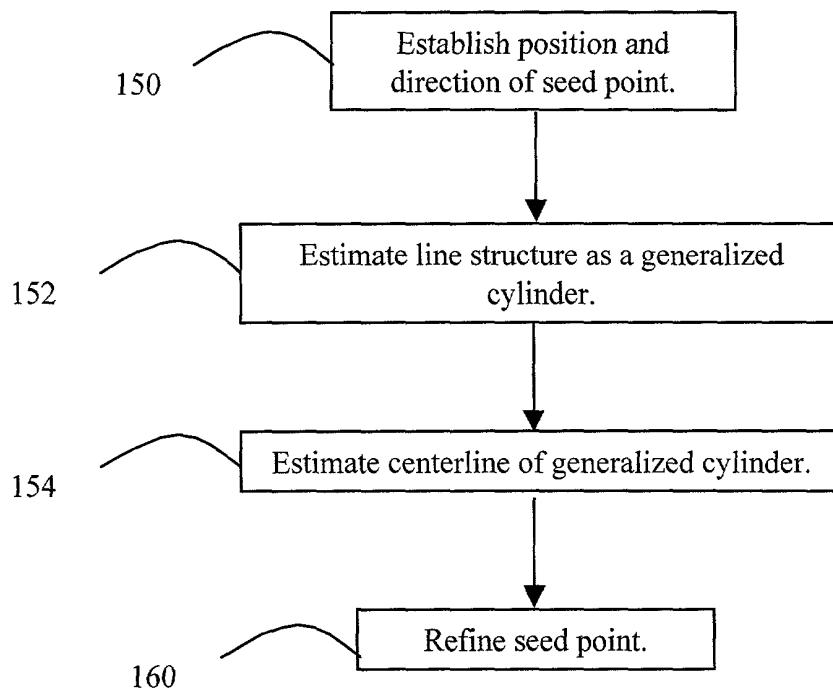 Establish position and
direction of seed point.
150
Estimate line structure as a generalized
cylinder.
152
Estimate centerline of generalized cylinder.
154
Refine seed point.
160